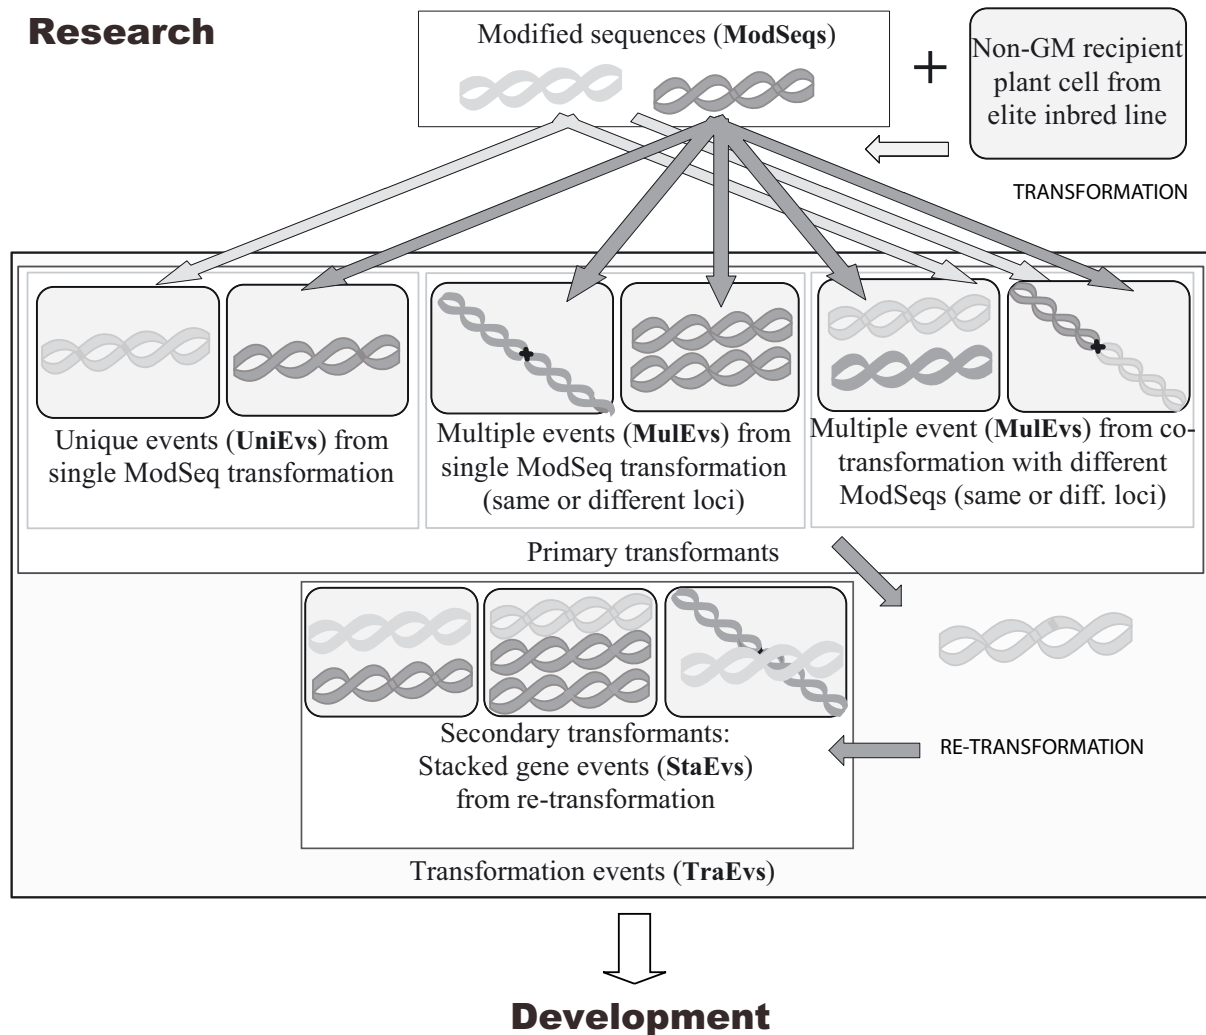 Research
Modified sequences (ModSeqs)
+
Non-GM recipient
plant cell from
elite inbred line
TRANSFORMATION
Unique events (UniEvs) from
single ModSeq transformation
Multiple events (MulEvs) from
single ModSeq transformation
(same or different loci)
Multiple event (MulEvs) from co-
transformation with different
ModSeqs (same or diff. loci)
Primary transformants
Secondary transformants:
Stacked gene events (StaEvs)
from re-transformation
RE-TRANSFORMATION
Transformation events (TraEvs)
Development